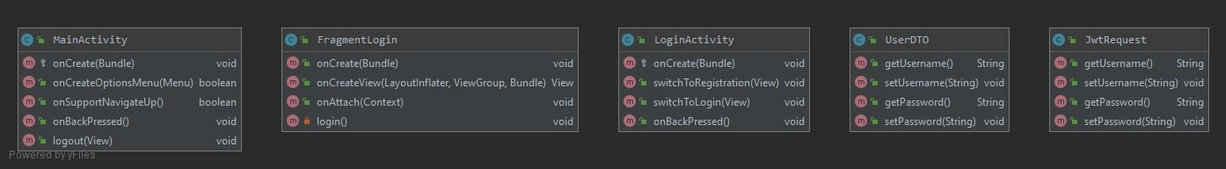 MainActivity
onCreate(Bundle) void
onCreateOptionsMenu(Menu) boolean
onSupportNavigateUp() boolean
onBackPressed() void
logout(View) void
FragmentLogin
onCreate(Bundle) void
onCreateView(LayoutInflater, ViewGroup, Bundle) View
onAttach(Context) void
login() void
LoginActivity
onCreate(Bundle) void
switchToRegistration(View) void
switchToLogin(View) void
onBackPressed() void
UserDTO
getUsername() String
setUsername(String) void
getPassword() String
setPassword(String) void
JwtRequest
getUsername() String
setUsername(String) void
getPassword() String
setPassword(String) void
Powered by yFiles